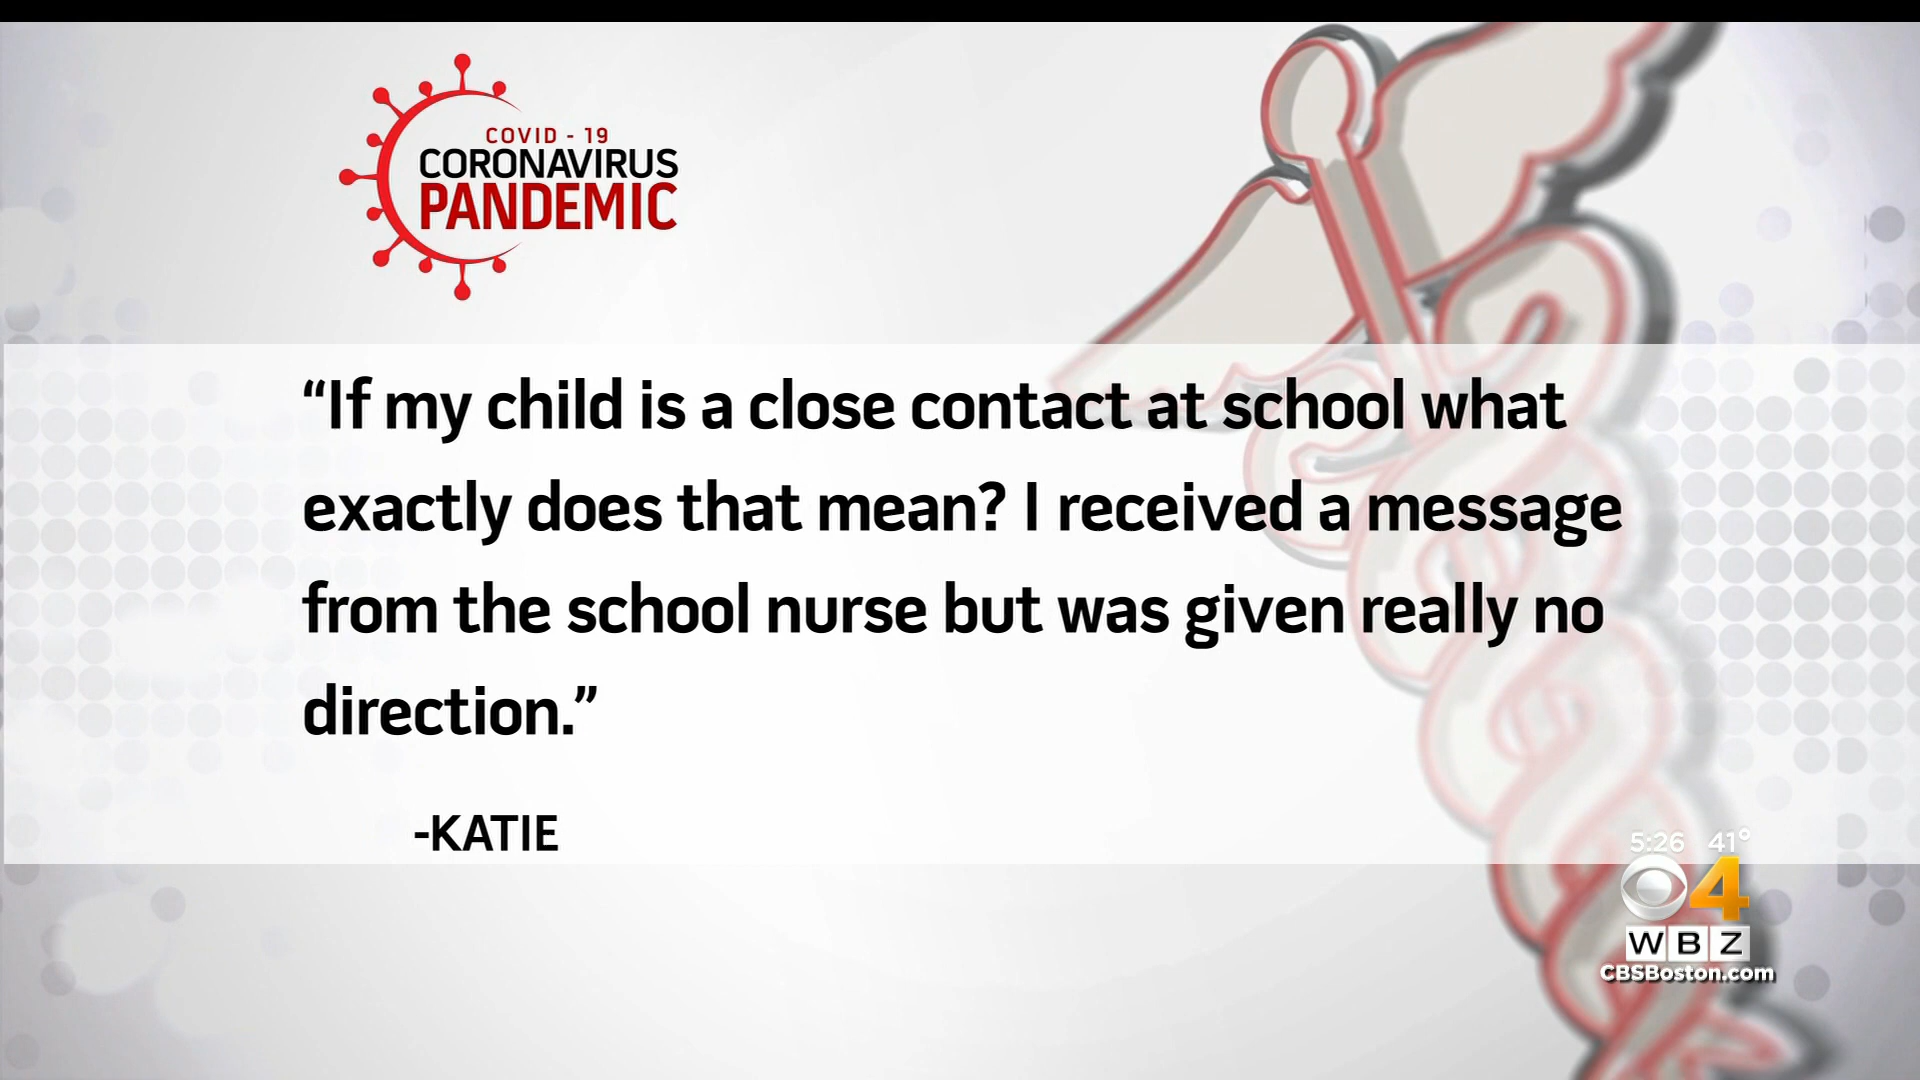 COVID - 19
CORONAVIRUS
PANDEMIC
“If my child is a close contact at school what
exactly does that mean? I received a message
from the school nurse but was given really no
direction.”
-KATIE
5:26 41°
4
WBZ
CBSBoston.com